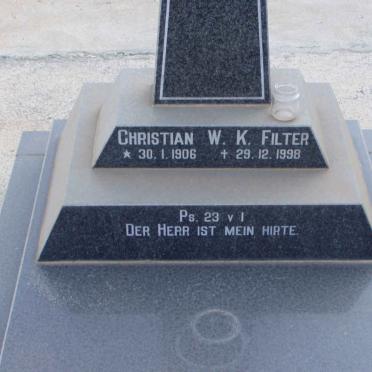 Christian W. K. Filter
* 30. 1. 1906 + 29. 12. 1998
Ps. 23 v 1
Der Herr ist mein hirte.